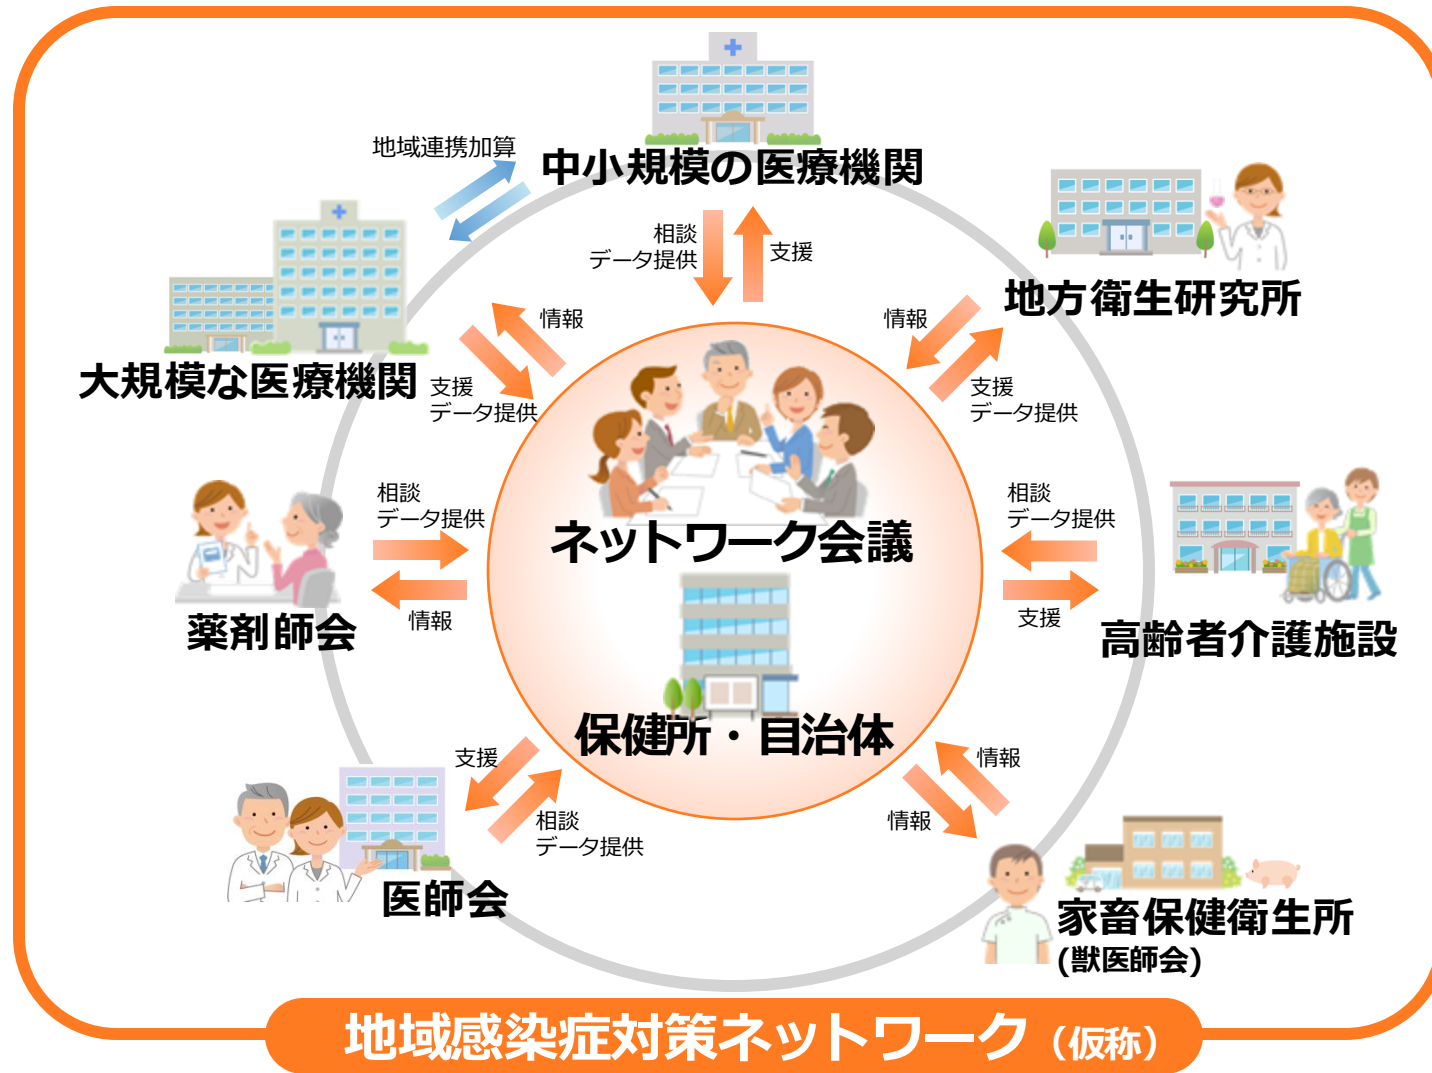 地域連携加算
中小規模の医療機関
相談
データ提供
支援
地方衛生研究所
情報
支援
データ提供
大規模な医療機関
情報
支援
データ提供
ネットワーク会議
保健所・自治体
相談
データ提供
情報
薬剤師会
相談
データ提供
支援
高齢者介護施設
支援
相談
データ提供
医師会
情報
情報
家畜保健衛生所
(獣医師会)
地域感染症対策ネットワーク（仮称）